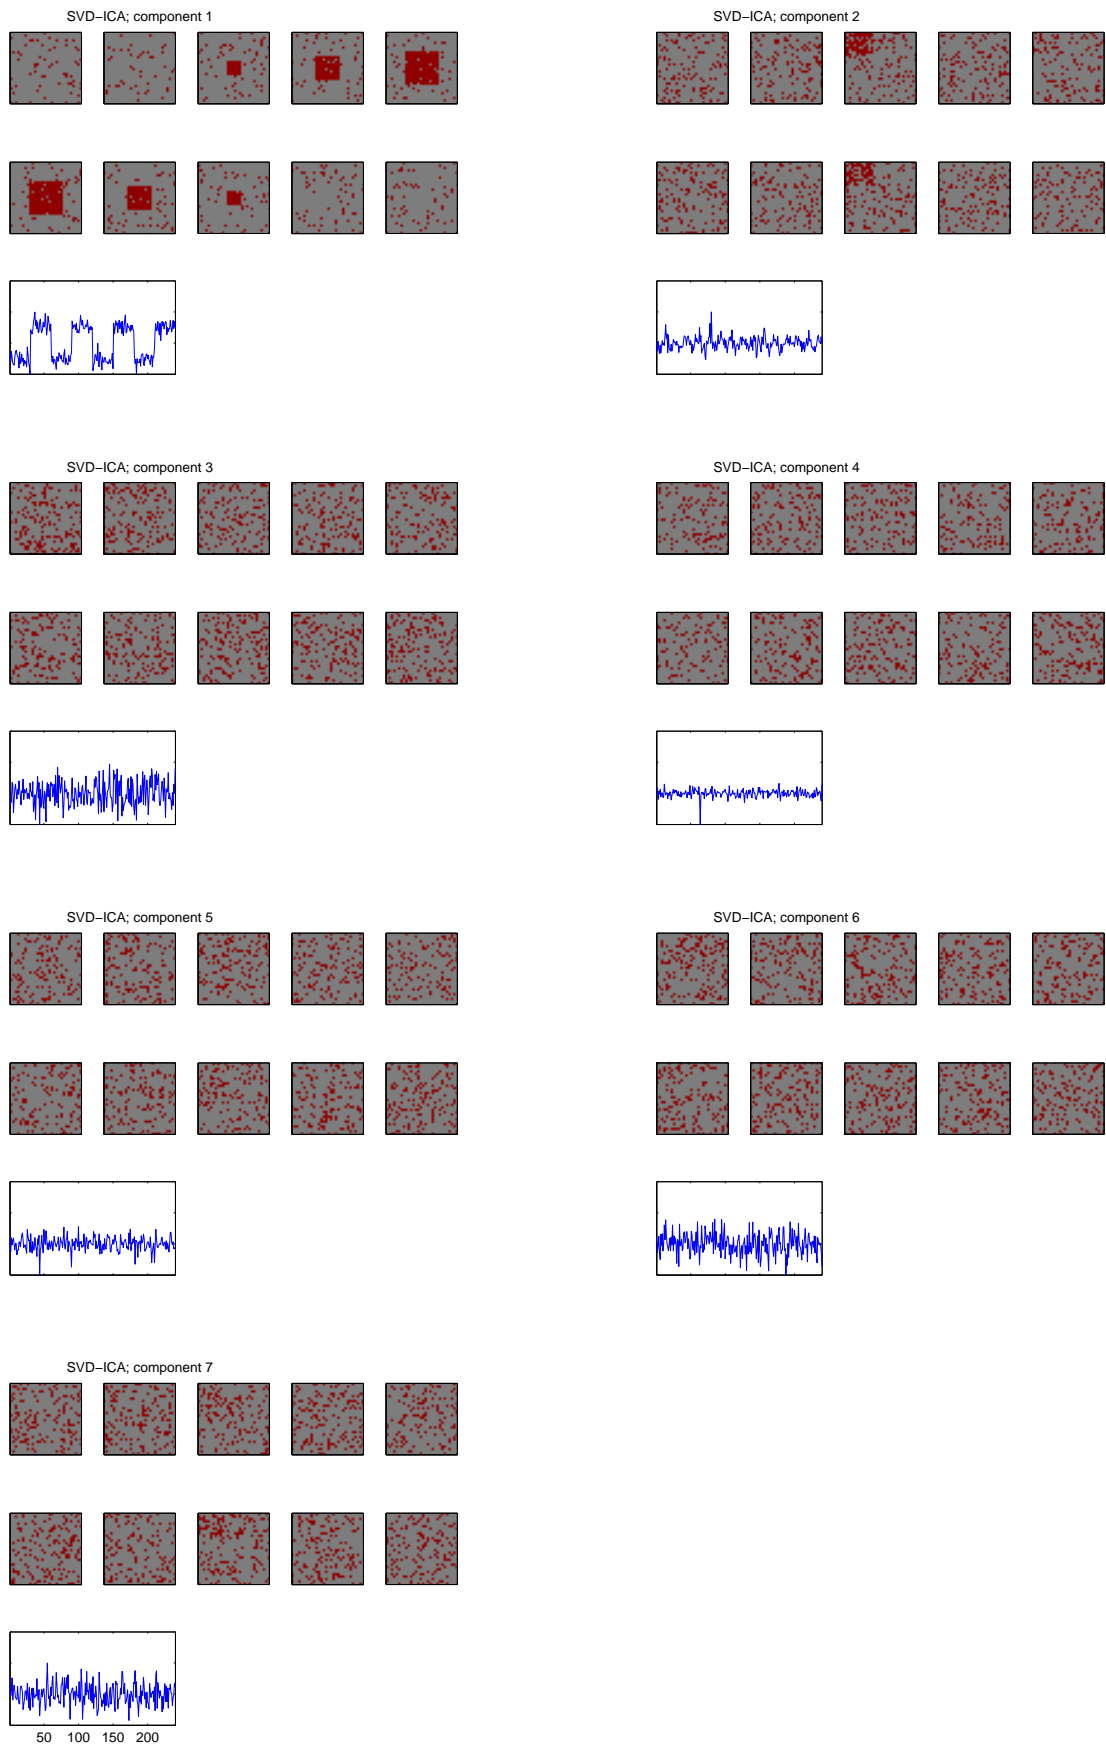 SVD−ICA; component 1
SVD−ICA; component 2
SVD−ICA; component 3
SVD−ICA; component 4
SVD−ICA; component 5
SVD−ICA; component 6
SVD−ICA; component 7
50 100 150 200